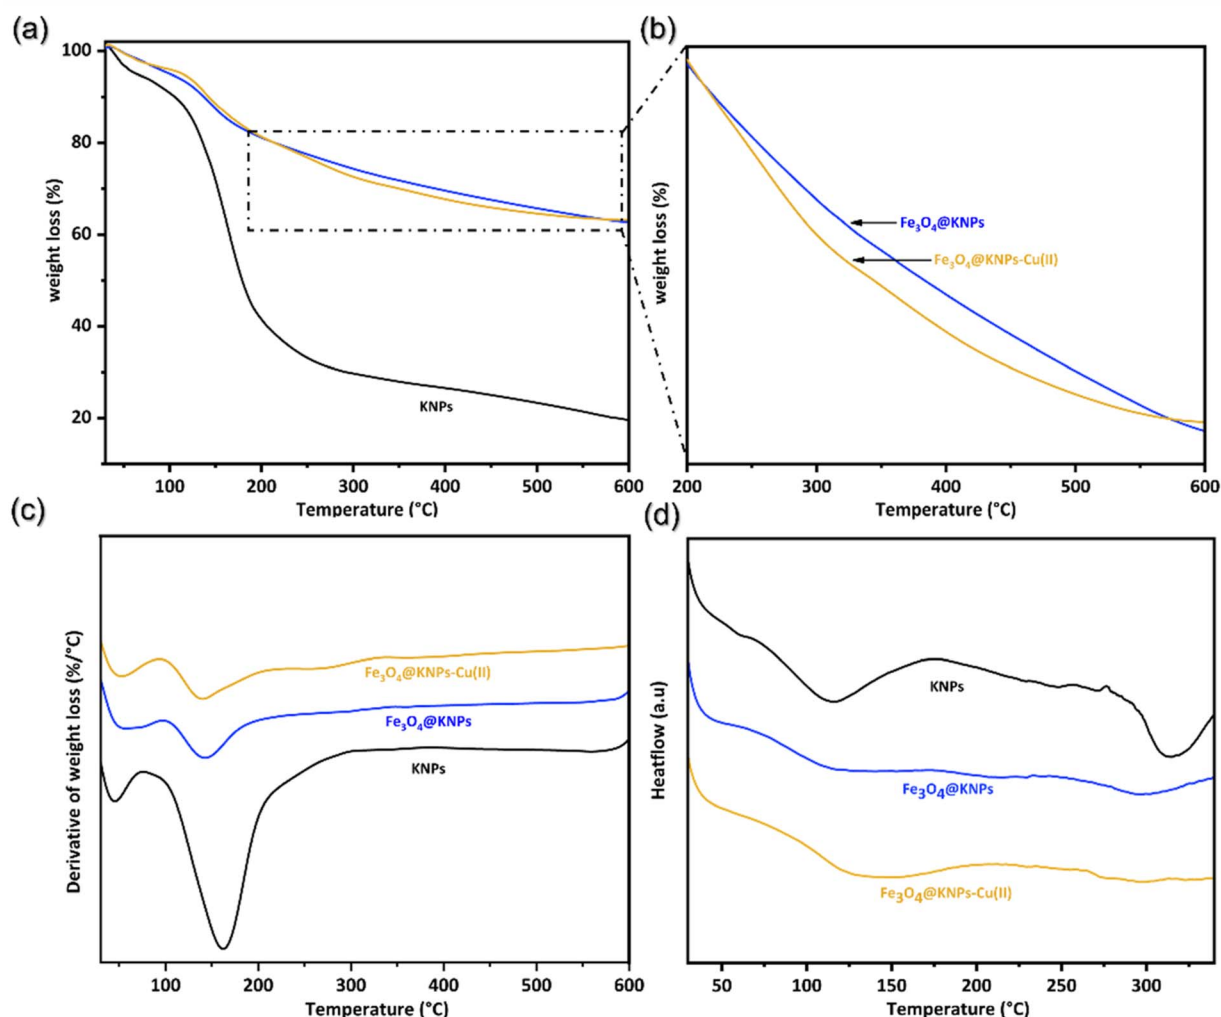 (a)
(b)
100
80
60
40
20
weight loss (%)
KNPs
100
200
300
400
500
600
Temperature (°C)
weight loss (%)
Fe₃O₄@KNPs
Fe₃O₄@KNPs-Cu(II)
200
300
400
500
600
Temperature (°C)
(c)
(d)
Derivative of weight loss (%/°C)
Fe₃O₄@KNPs-Cu(II)
Fe₃O₄@KNPs
KNPs
100
200
300
400
500
600
Temperature (°C)
Heatflow (a.u)
KNPs
Fe₃O₄@KNPs
Fe₃O₄@KNPs-Cu(II)
50
100
150
200
250
300
Temperature (°C)